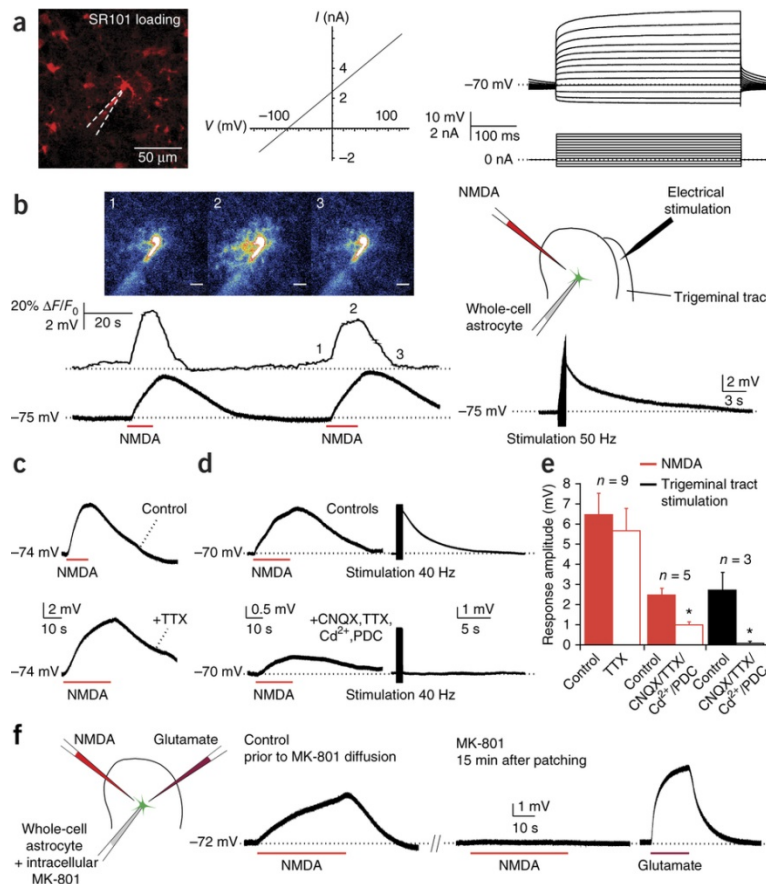 a
SR101 loading
50 µm
I (nA)
4
2
–100
100
V (mV)
–2
–70 mV
10 mV
2 nA
100 ms
0 nA
b
1
2
3
20% ΔF/F0
2 mV
20 s
1
2
3
–75 mV
NMDA
NMDA
NMDA
Electrical
stimulation
Whole-cell
astrocyte
Trigeminal tract
2 mV
3 s
–75 mV
Stimulation 50 Hz
c
Control
–74 mV
NMDA
2 mV
10 s
+TTX
–74 mV
NMDA
d
Controls
–70 mV
NMDA
Stimulation 40 Hz
0.5 mV
10 s
+CNQX,TTX,
Cd2+,PDC
1 mV
5 s
–70 mV
NMDA
Stimulation 40 Hz
e
NMDA
Trigeminal tract
stimulation
Response amplitude (mV)
8
7
6
5
4
3
2
1
0
n = 9
n = 5
n = 3
*
*
Control
TTX
Control
CNQX/TTX/
Cd2+/PDC
Control
CNQX/TTX/
Cd2+/PDC
f
NMDA
Glutamate
Whole-cell
astrocyte
+ intracellular
MK-801
Control
prior to MK-801 diffusion
–72 mV
NMDA
//
MK-801
15 min after patching
1 mV
10 s
NMDA
Glutamate